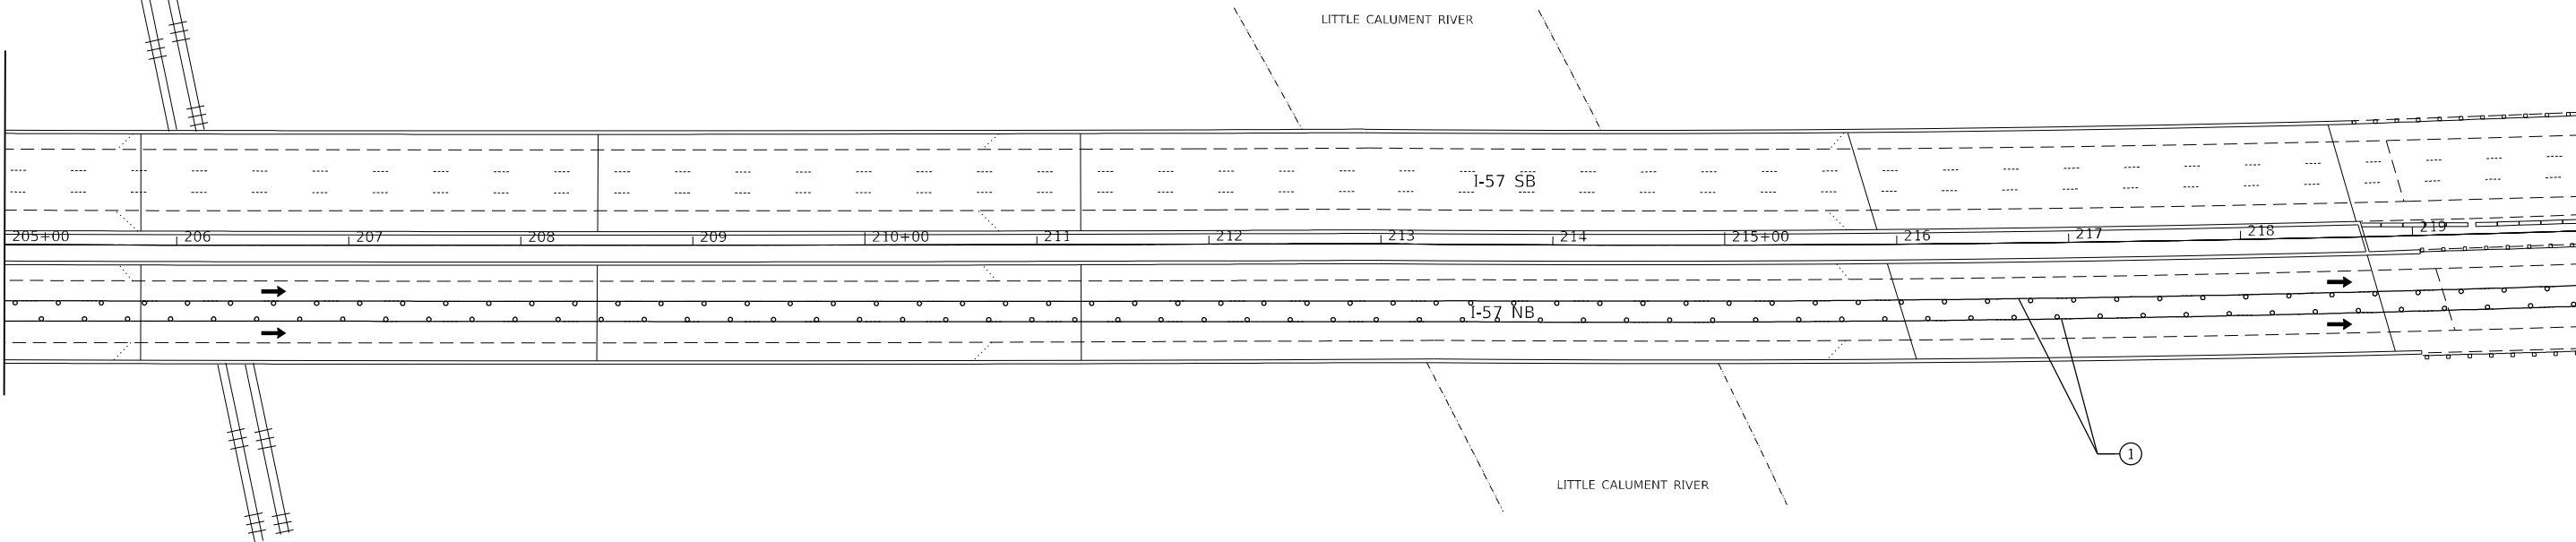 LITTLE CALUMENT RIVER
I-57 SB
205+00 206 207 208 209 210+00 211 212 213 214 215+00 216 217 218 219
I-57 NB
1
LITTLE CALUMENT RIVER